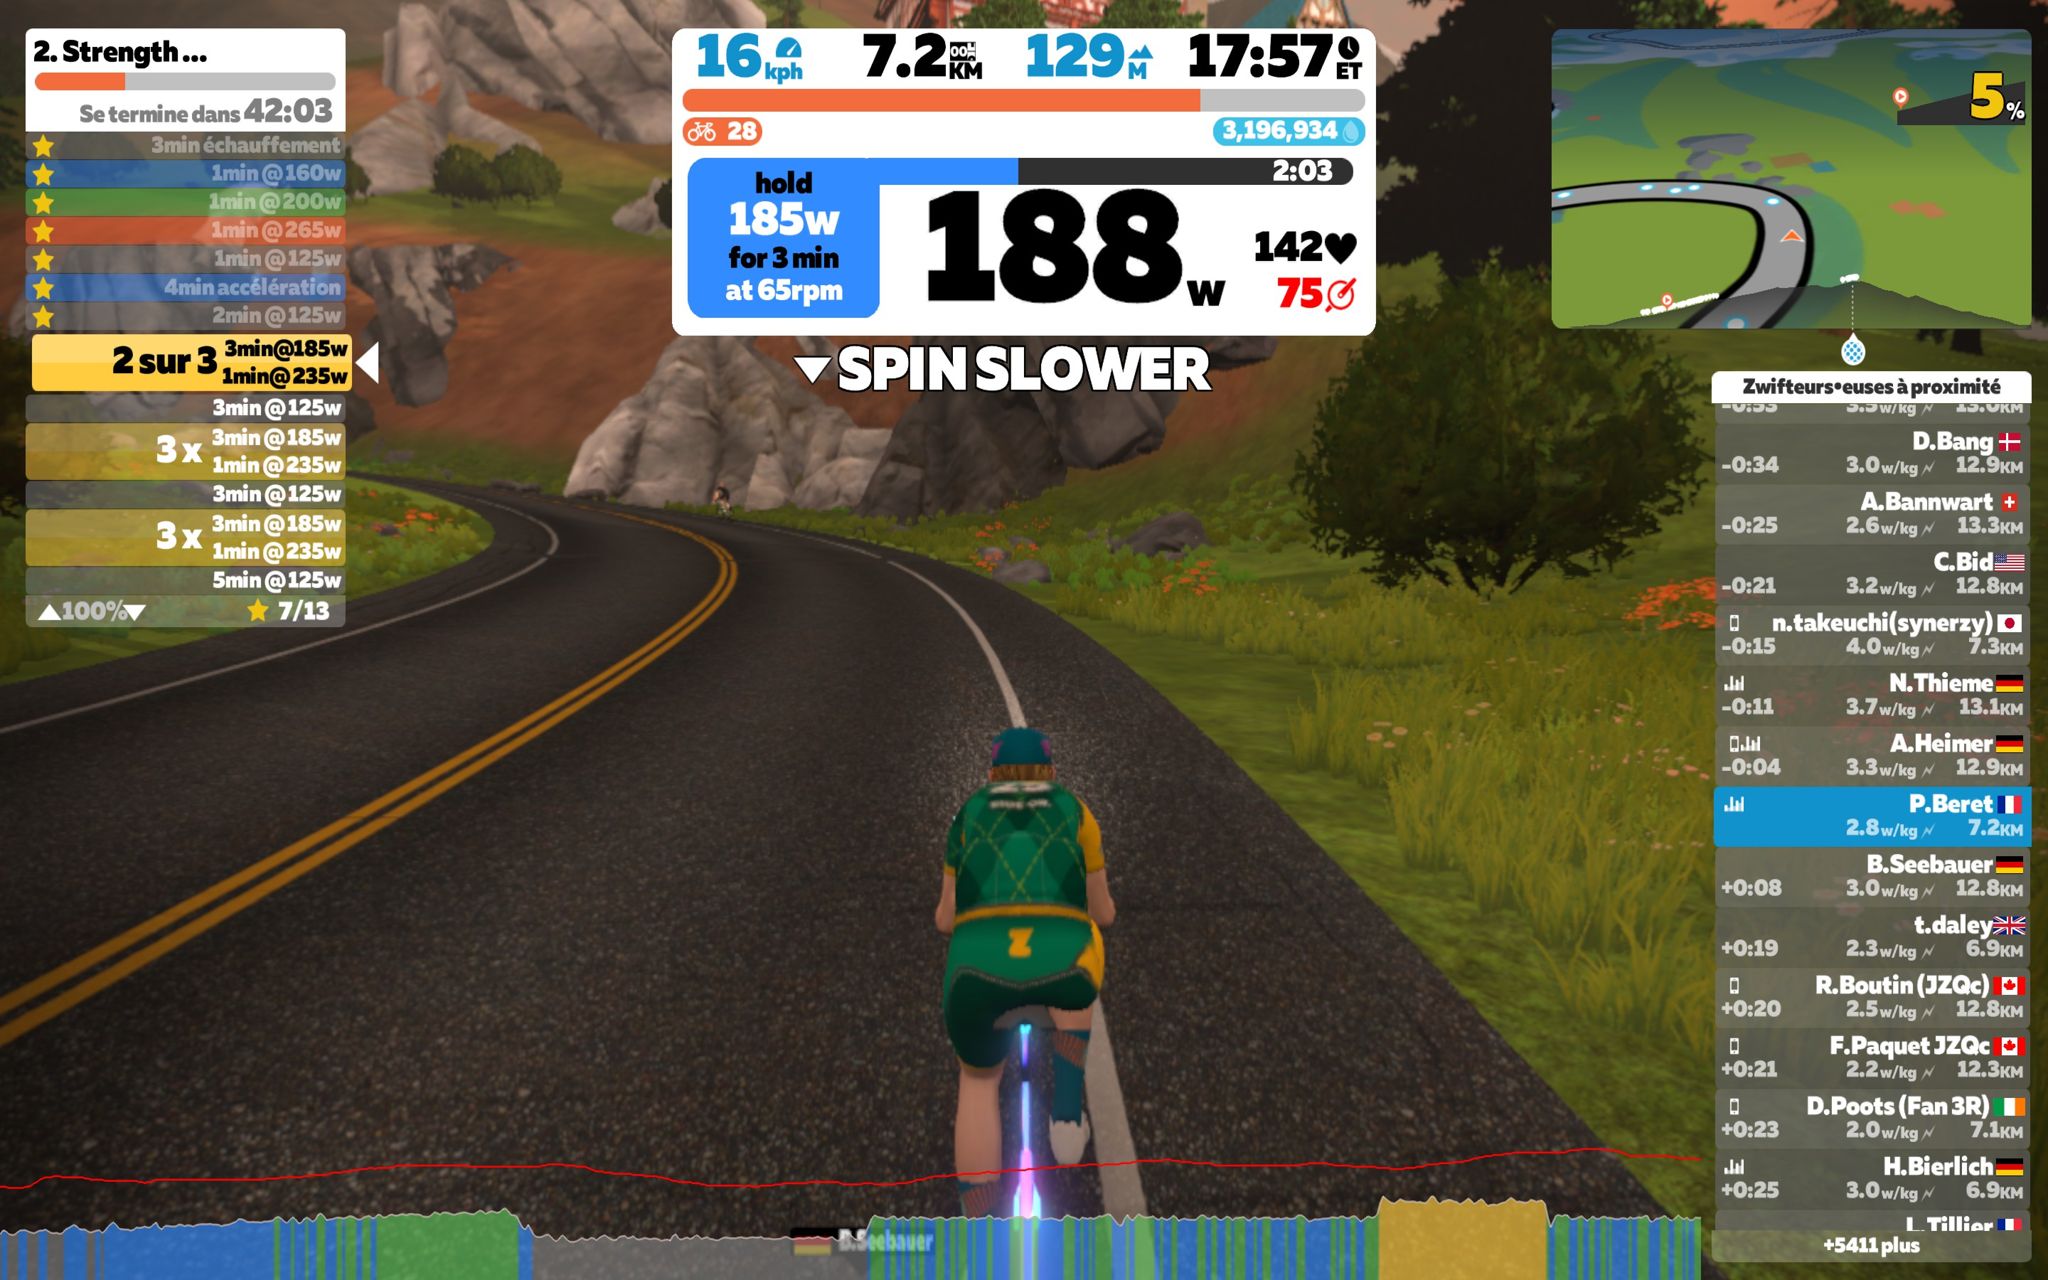 2. Strength ...
Se termine dans 42:03
3min échauffement
1min @160w
1min @200w
1min @265w
1min @125w
4min accélération
2min @125w
2 sur 3
3min@185w
1min@235w
3min @125w
3 x
3min @185w
1min @235w
3min @125w
3 x
3min @185w
1min @235w
5min @125w
▲100%▼ 7/13
16 kph 7.2 KM 129 M 17:57 ET
28 3,196,934
2:03
hold
185w
for 3 min
at 65rpm
188 w
142
75
▼SPIN SLOWER
5%
Zwifteurs•euses à proximité
-0:53 3.5w/kg 13.0KM
D.Bang
-0:34 3.0w/kg 12.9KM
A.Bannwart
-0:25 2.6w/kg 13.3KM
C.Bid
-0:21 3.2w/kg 12.8KM
n.takeuchi(synerzy)
-0:15 4.0w/kg 7.3KM
N.Thieme
-0:11 3.7w/kg 13.1KM
A.Heimer
-0:04 3.3w/kg 12.9KM
P.Beret
2.8w/kg 7.2KM
B.Seebauer
+0:08 3.0w/kg 12.8KM
t.daley
+0:19 2.3w/kg 6.9KM
R.Boutin (JZQc)
+0:20 2.5w/kg 12.8KM
F.Paquet JZQc
+0:21 2.2w/kg 12.3KM
D.Poots (Fan 3R)
+0:23 2.0w/kg 7.1KM
H.Bierlich
+0:25 3.0w/kg 6.9KM
L.Tillier
+5411 plus
Z
B.Seebauer